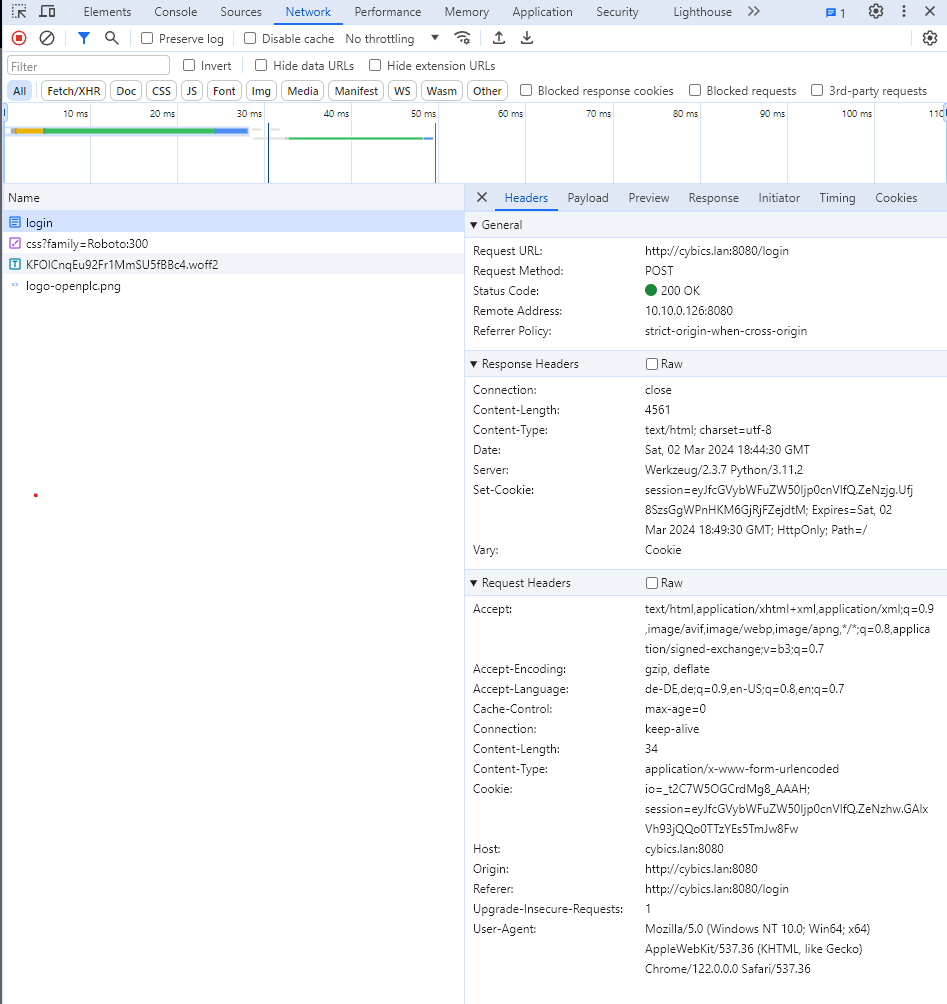 Elements Console Sources Network Performance Memory Application Security Lighthouse 1
Preserve log Disable cache No throttling
Filter Invert Hide data URLs Hide extension URLs
All Fetch/XHR Doc CSS JS Font Img Media Manifest WS Wasm Other Blocked response cookies Blocked requests 3rd-party requests
10 ms 20 ms 30 ms 40 ms 50 ms 60 ms 70 ms 80 ms 90 ms 100 ms 110
Name
login
css?family=Roboto:300
KFOlCnqEu92Fr1MmSU5fBBc4.woff2
logo-openplc.png
Headers Payload Preview Response Initiator Timing Cookies
General
Request URL: http://cybics.lan:8080/login
Request Method: POST
Status Code: 200 OK
Remote Address: 10.10.0.126:8080
Referrer Policy: strict-origin-when-cross-origin
Response Headers Raw
Connection: close
Content-Length: 4561
Content-Type: text/html; charset=utf-8
Date: Sat, 02 Mar 2024 18:44:30 GMT
Server: Werkzeug/2.3.7 Python/3.11.2
Set-Cookie: session=eyJfcGVybWFuZW50Ijp0cnVlfQ.ZeNzjg.Ufj
8SzsGgWPnHKM6GjRjFZejdtM; Expires=Sat, 02
Mar 2024 18:49:30 GMT; HttpOnly; Path=/
Vary: Cookie
Request Headers Raw
Accept: text/html,application/xhtml+xml,application/xml;q=0.9
,image/avif,image/webp,image/apng,*/*;q=0.8,applica
tion/signed-exchange;v=b3;q=0.7
Accept-Encoding: gzip, deflate
Accept-Language: de-DE,de;q=0.9,en-US;q=0.8,en;q=0.7
Cache-Control: max-age=0
Connection: keep-alive
Content-Length: 34
Content-Type: application/x-www-form-urlencoded
Cookie: io=_t2C7W5OGCrdMg8_AAAH;
session=eyJfcGVybWFuZW50Ijp0cnVlfQ.ZeNzhw.GAlx
Vh93jQQo0TTzYEs5TmJw8Fw
Host: cybics.lan:8080
Origin: http://cybics.lan:8080
Referer: http://cybics.lan:8080/login
Upgrade-Insecure-Requests: 1
User-Agent: Mozilla/5.0 (Windows NT 10.0; Win64; x64)
AppleWebKit/537.36 (KHTML, like Gecko)
Chrome/122.0.0.0 Safari/537.36